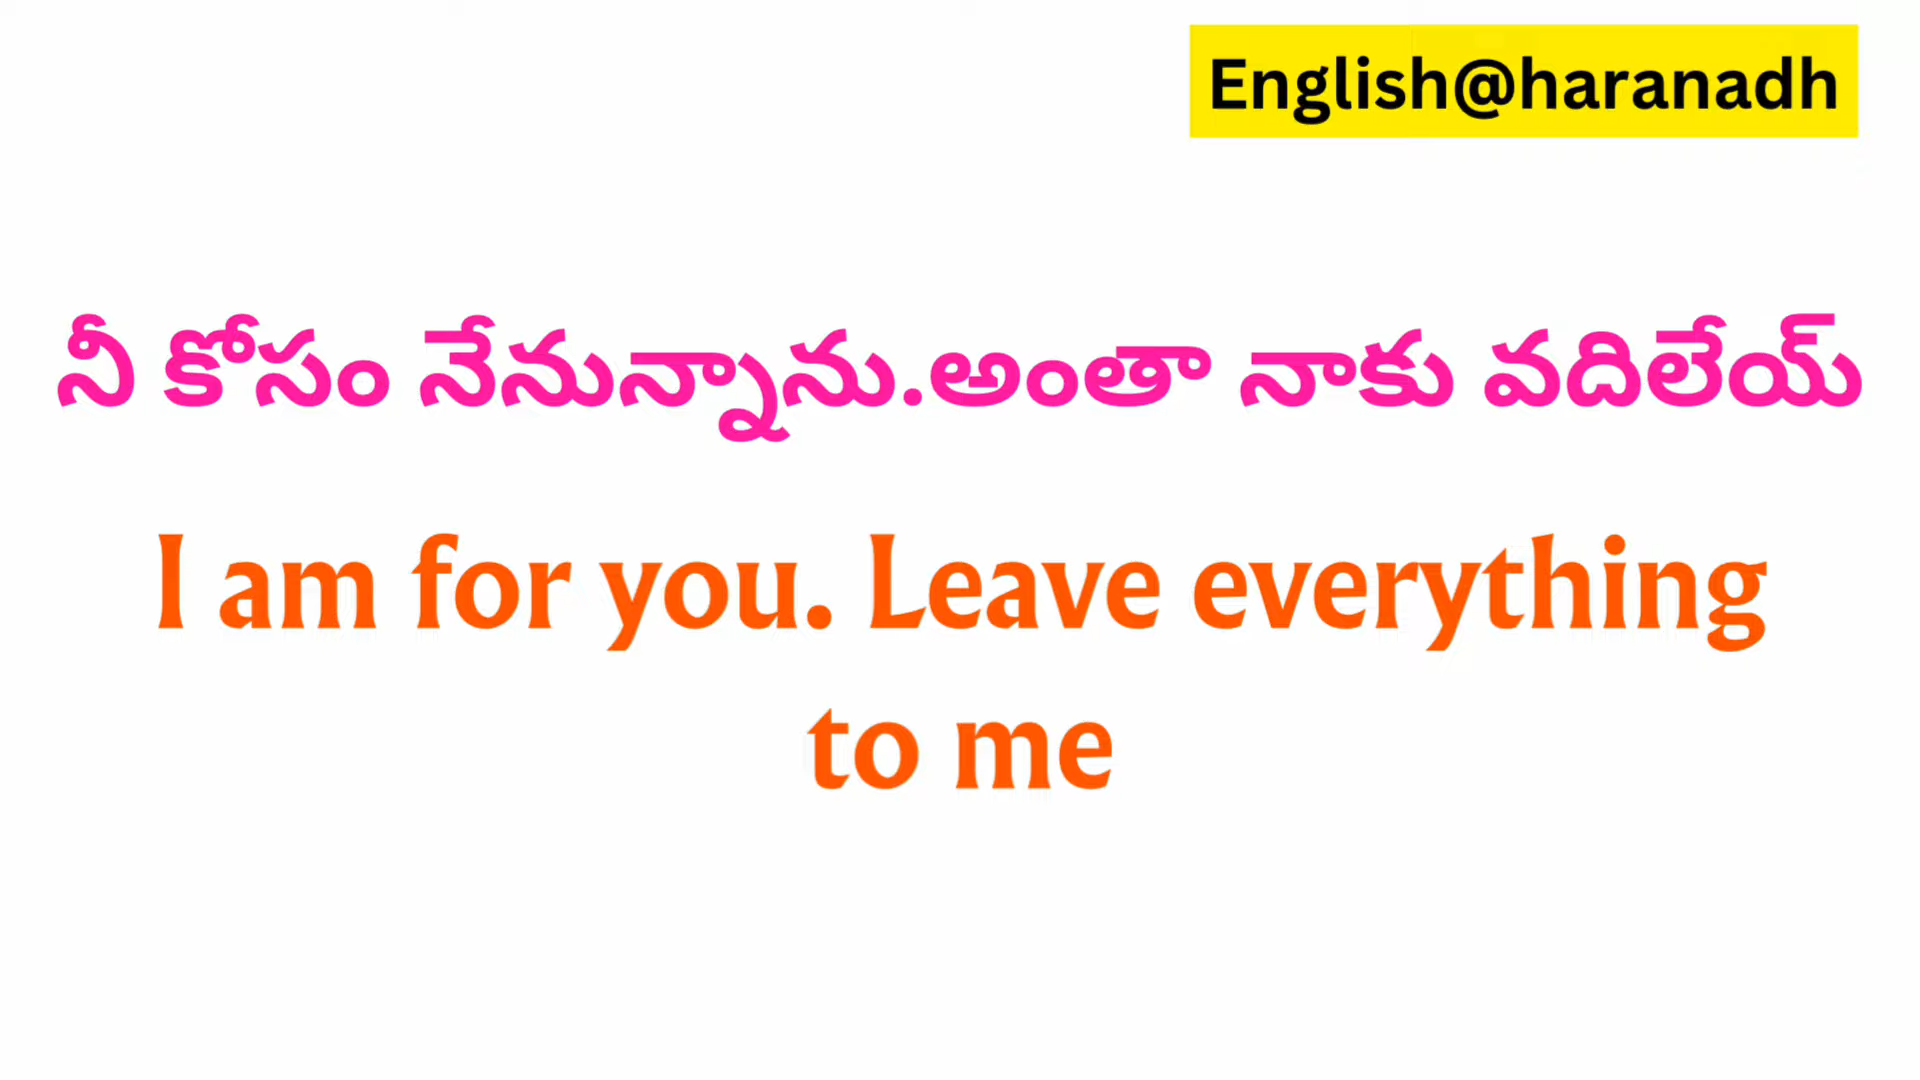 English@haranadh
నీ కోసం నేనున్నాను.అంతా నాకు వదిలేయ్
I am for you. Leave everything
to me